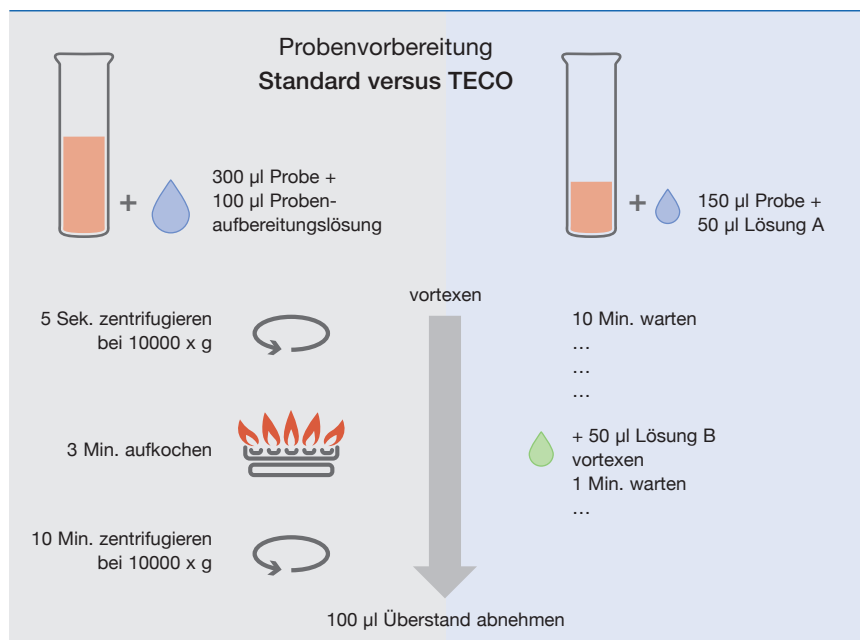 Probenvorbereitung
Standard versus TECO
+
300 µl Probe +
100 µl Proben-
aufbereitungslösung
+
150 µl Probe +
50 µl Lösung A
vortexen
5 Sek. zentrifugieren
bei 10000 x g
10 Min. warten
…
…
…
3 Min. aufkochen
+ 50 µl Lösung B
vortexen
1 Min. warten
…
10 Min. zentrifugieren
bei 10000 x g
100 µl Überstand abnehmen